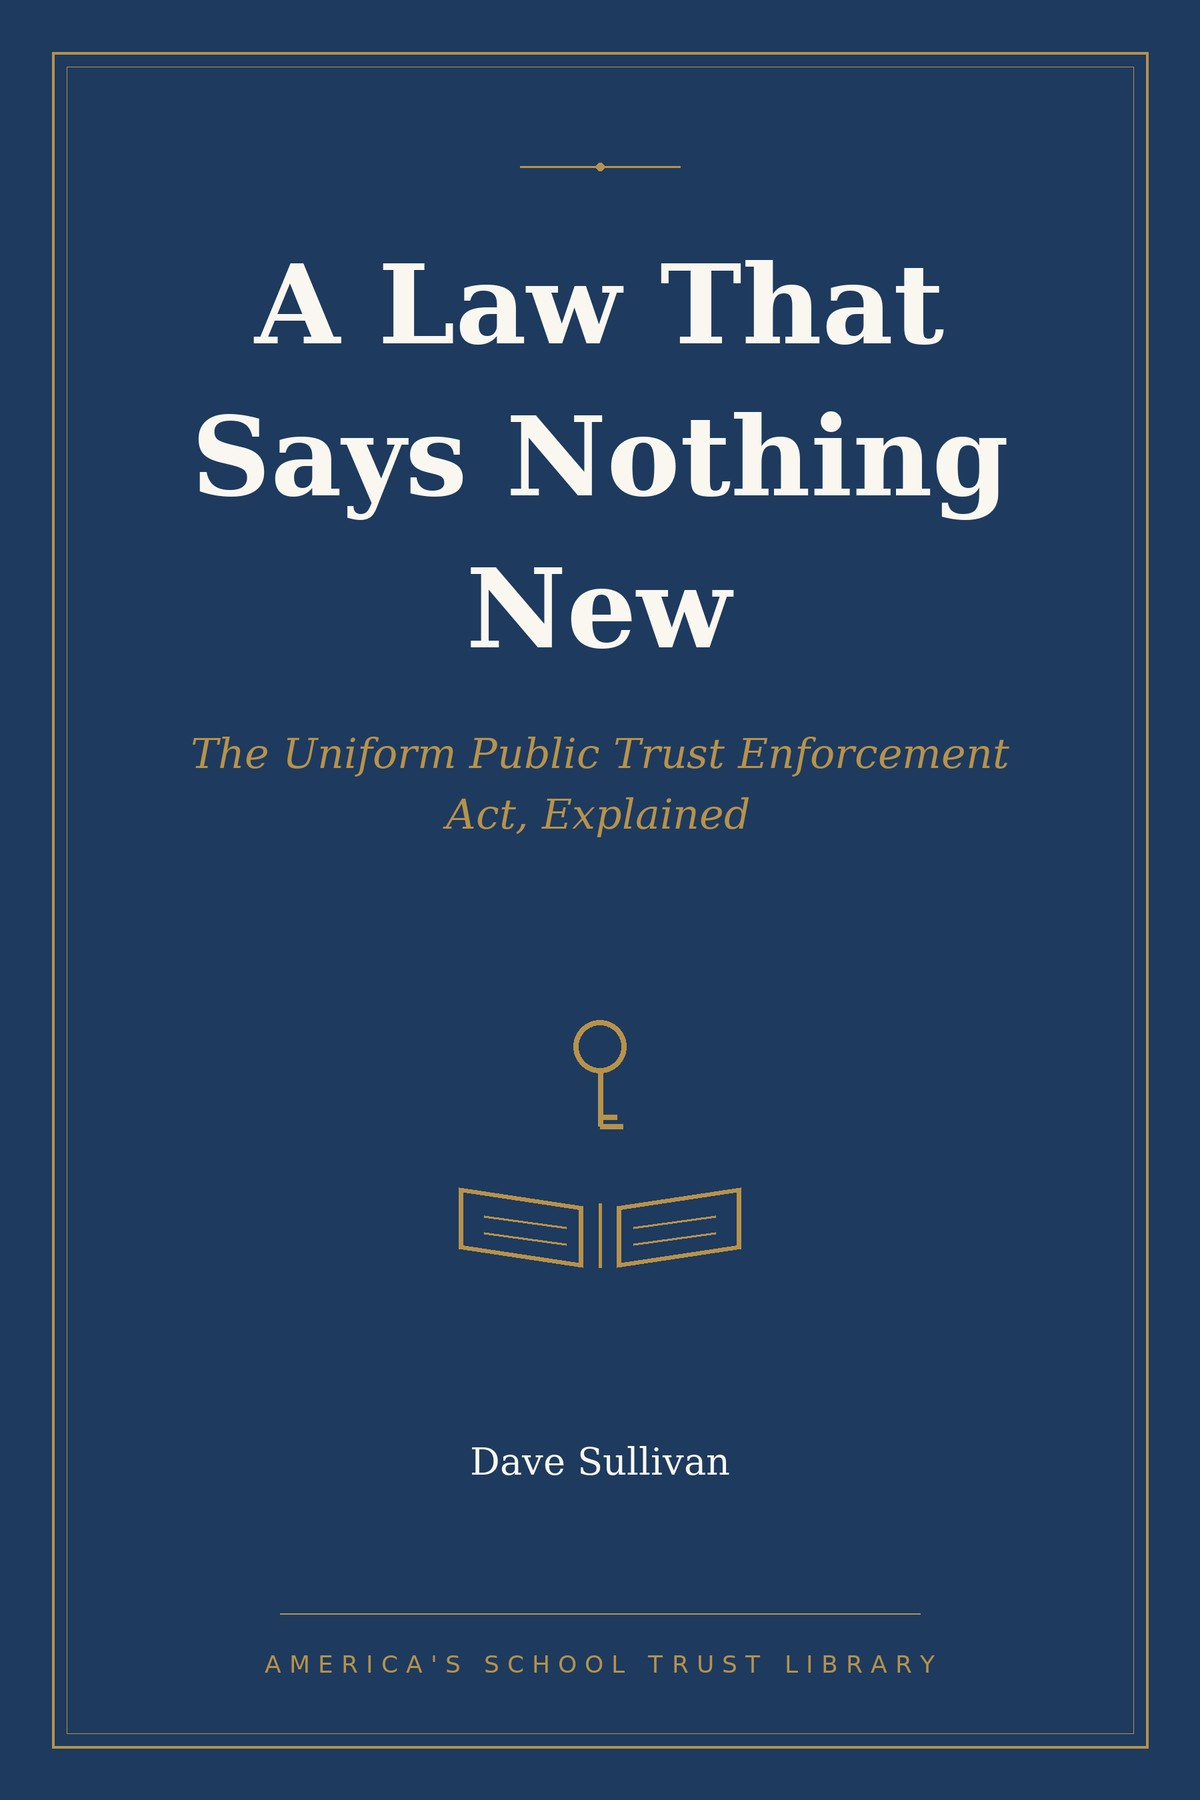 A Law That
Says Nothing
New
The Uniform Public Trust Enforcement
Act, Explained
Dave Sullivan
AMERICA'S SCHOOL TRUST LIBRARY